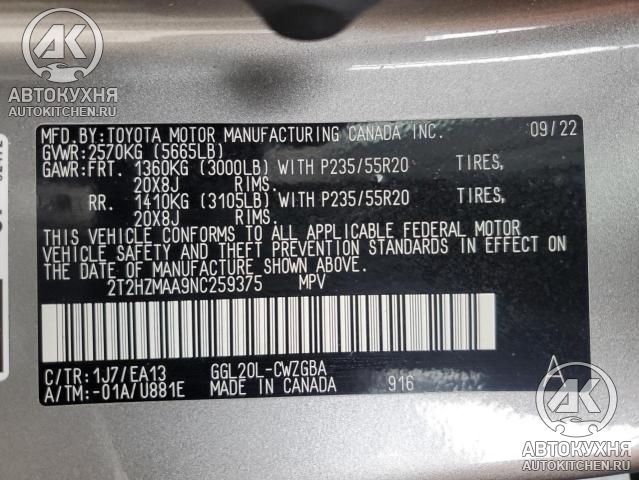 AK
АВТОКУХНЯ
AUTOKITCHEN.RU
MFD.BY:TOYOTA MOTOR MANUFACTURING CANADA INC. 09/22
GVWR:2570KG (5665LB)
GAWR:FRT. 1360KG (3000LB) WITH P235/55R20 TIRES,
20X8J RIMS.
RR. 1410KG (3105LB) WITH P235/55R20 TIRES,
20X8J RIMS.
THIS VEHICLE CONFORMS TO ALL APPLICABLE FEDERAL MOTOR
VEHICLE SAFETY AND THEFT PREVENTION STANDARDS IN EFFECT ON
THE DATE OF MANUFACTURE SHOWN ABOVE.
2T2HZMAA9NC259375 MPV
C/TR:1J7/EA13 GGL20L-CWZGBA
A/TM:-01A/U881E MADE IN CANADA 916
AK
АВТОКУХНЯ
AUTOKITCHEN.RU